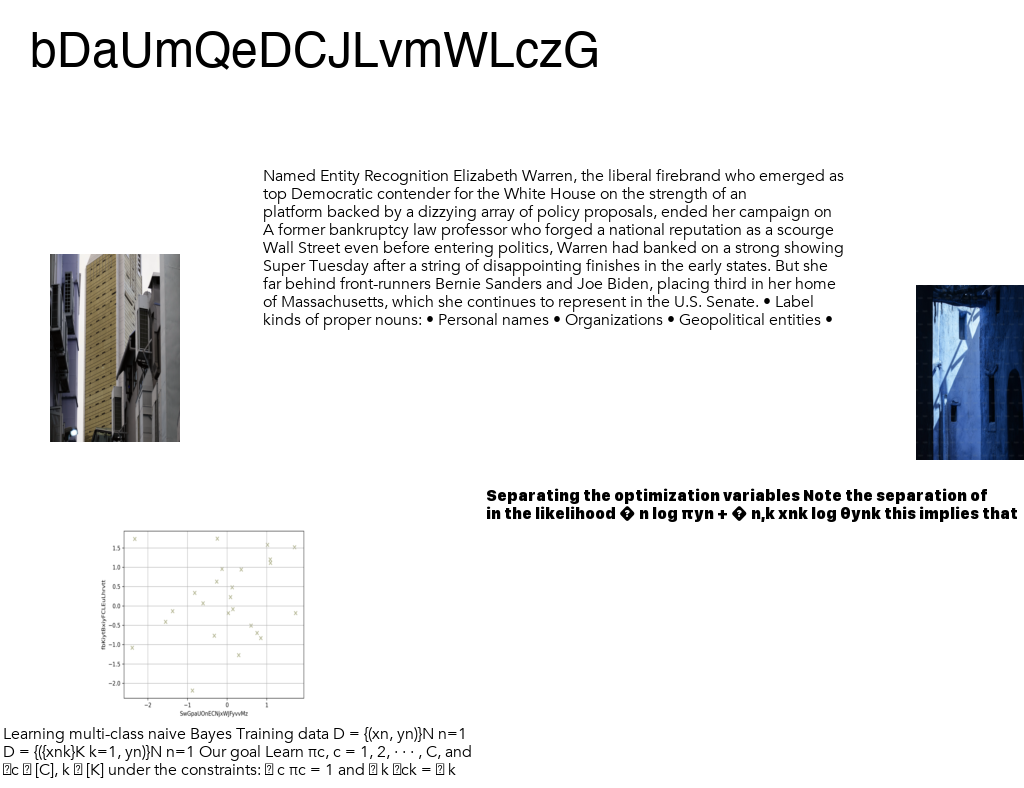 bDaUmQeDCJLvmWLczG
Named Entity Recognition Elizabeth Warren, the liberal firebrand who emerged as
top Democratic contender for the White House on the strength of an
platform backed by a dizzying array of policy proposals, ended her campaign on
A former bankruptcy law professor who forged a national reputation as a scourge
Wall Street even before entering politics, Warren had banked on a strong showing
Super Tuesday after a string of disappointing finishes in the early states. But she
far behind front-runners Bernie Sanders and Joe Biden, placing third in her home
of Massachusetts, which she continues to represent in the U.S. Senate. • Label
kinds of proper nouns: • Personal names • Organizations • Geopolitical entities •
Separating the optimization variables Note the separation of
in the likelihood � n log πyn + � n,k xnk log θynk this implies that
1.5
1.0
0.5
0.0
−0.5
−1.0
−1.5
−2.0
−2 −1 0 1
SwGpaUOnECNjxWJFyvvMz
Learning multi-class naive Bayes Training data D = {(xn, yn)}N n=1
D = {({xnk}K k=1, yn)}N n=1 Our goal Learn πc, c = 1, 2, · · · , C, and
c [C], k [K] under the constraints: c πc = 1 and k ck = k